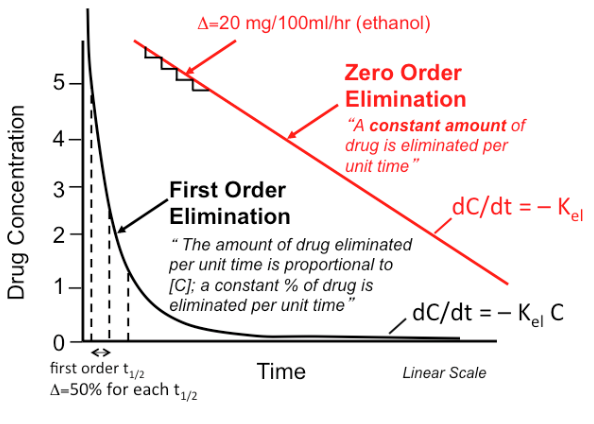 Δ=20 mg/100ml/hr (ethanol)
Zero Order
Elimination
“A constant amount of
drug is eliminated per
unit time”
dC/dt = – Kel
5
4
3
2
1
0
Drug Concentration
First Order
Elimination
“ The amount of drug eliminated
per unit time is proportional to
[C]; a constant % of drug is
eliminated per unit time”
dC/dt = – Kel C
first order t1/2
Δ=50% for each t1/2
Time
Linear Scale